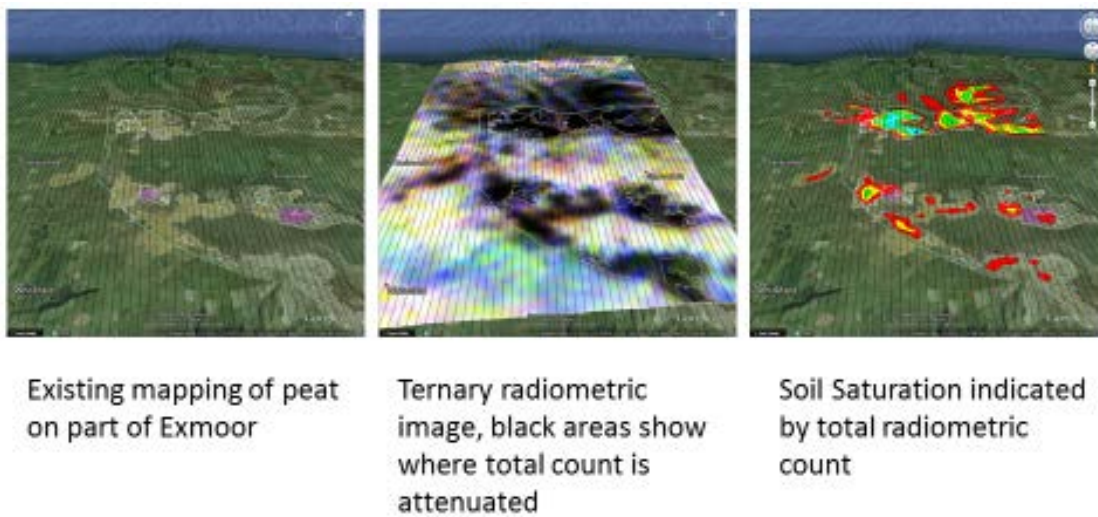 Existing mapping of peat
on part of Exmoor
Ternary radiometric
image, black areas show
where total count is
attenuated
Soil Saturation indicated
by total radiometric
count